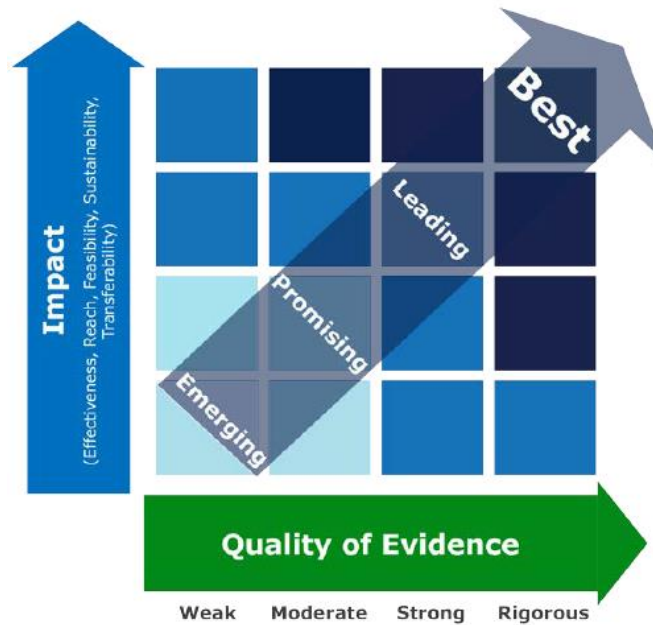 Impact
(Effectiveness, Reach, Feasibility, Sustainability,
Transferability)
Best
Leading
Promising
Emerging
Quality of Evidence
Weak Moderate Strong Rigorous